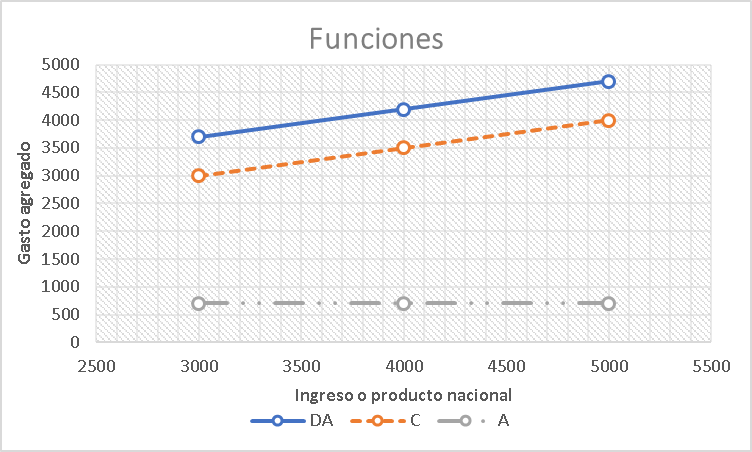 Funciones
5000
4500
4000
3500
3000
2500
2000
1500
1000
500
0
Gasto agregado
2500 3000 3500 4000 4500 5000 5500
Ingreso o producto nacional
DA C A